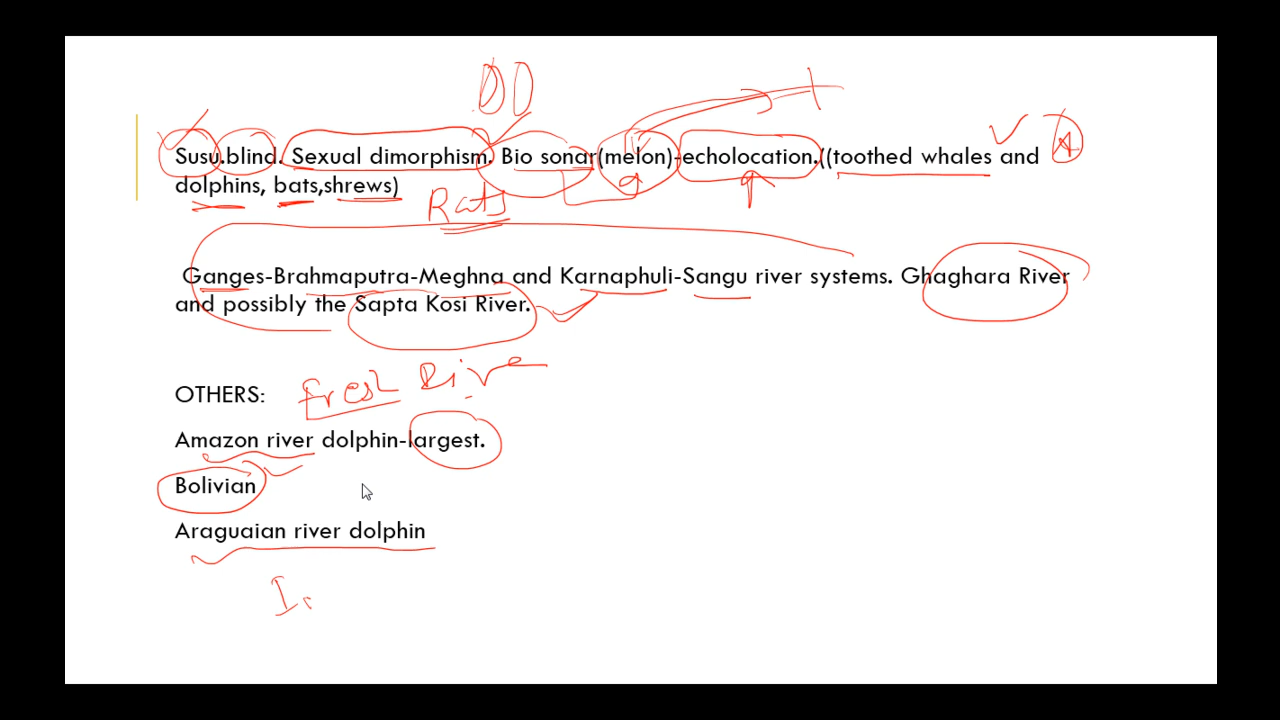 Susu.blind. Sexual dimorphism. Bio sonar(melon)-echolocation.((toothed whales and
dolphins, bats,shrews)
Rats
Ganges-Brahmaputra-Meghna and Karnaphuli-Sangu river systems. Ghaghara River
and possibly the Sapta Kosi River.
OTHERS: Fresh Rive
Amazon river dolphin-largest.
Bolivian
Araguaian river dolphin